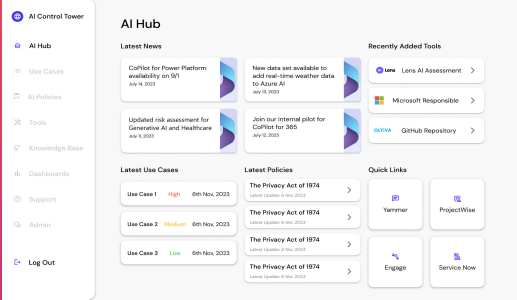 AI Control Tower
AI Hub
Use Cases
AI Policies
Tools
Knowledge Base
Dashboards
Support
Admin
Log Out
AI Hub
Latest News
CoPilot for Power Platform
availability on 9/1
July 14, 2023
New data set available to
add real-time weather data
to Azure AI
July 13, 2023
Updated risk assessment for
Generative AI and Healthcare
July 11, 2023
Join our internal pilot for
CoPilot for 365
July 12, 2023
Recently Added Tools
Lens
Lens AI Assessment
Microsoft Responsible
OLTIVA
GitHub Repository
Latest Use Cases
Use Case 1 High 6th Nov, 2023
Use Case 2 Medium 6th Nov, 2023
Use Case 3 Low 6th Nov, 2023
Latest Policies
The Privacy Act of 1974
Latest Update: 6 Nov, 2023
The Privacy Act of 1974
Latest Update: 6 Nov, 2023
The Privacy Act of 1974
Latest Update: 6 Nov, 2023
The Privacy Act of 1974
Latest Update: 6 Nov, 2023
Quick Links
Yammer
ProjectWise
Engage
Service Now